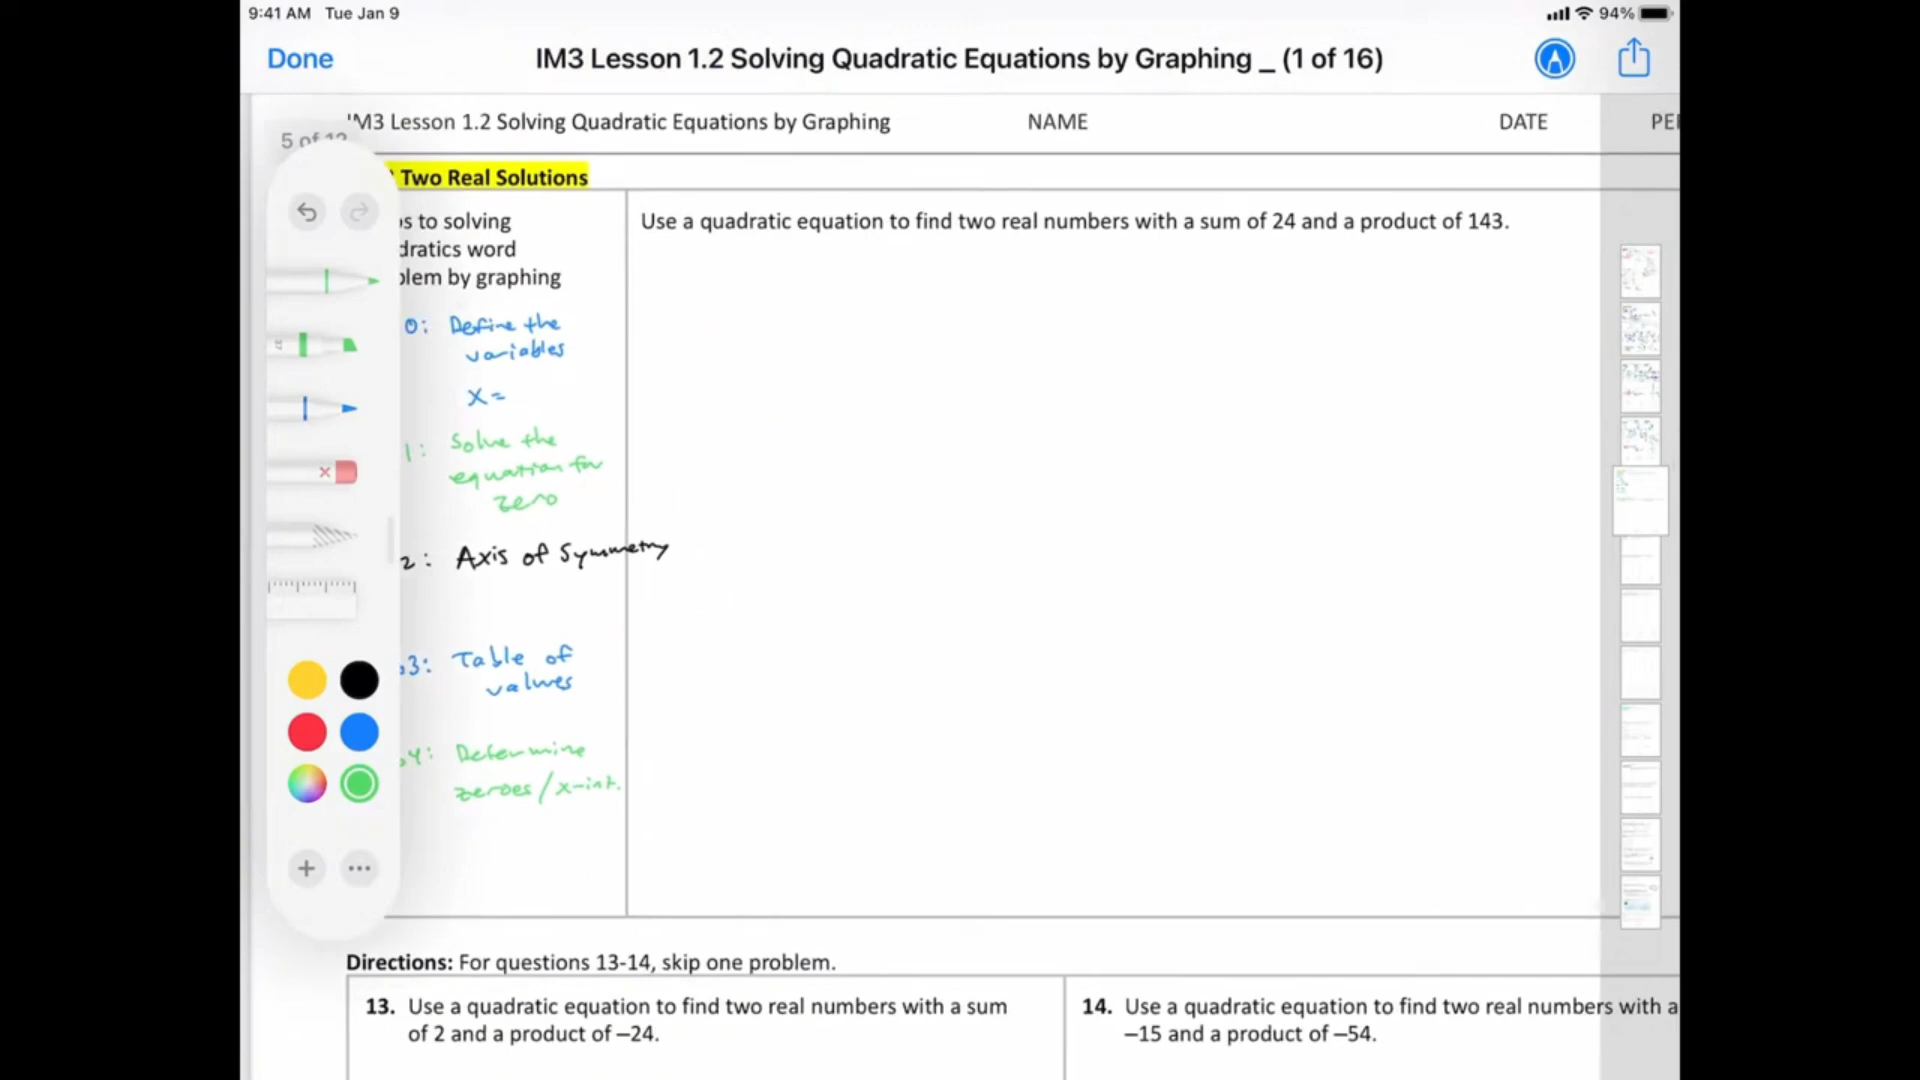 9:41 AM Tue Jan 9
94%
Done
IM3 Lesson 1.2 Solving Quadratic Equations by Graphing _ (1 of 16)
IM3 Lesson 1.2 Solving Quadratic Equations by Graphing NAME DATE
5 of 12
Two Real Solutions
to solving
word
by graphing
Use a quadratic equation to find two real numbers with a sum of 24 and a product of 143.
0: Define the
variables
x =
1: Solve the
equation for
zero
2: Axis of Symmetry
3: Table of
values
4: Determine
zeroes/x-int.
Directions: For questions 13-14, skip one problem.
13. Use a quadratic equation to find two real numbers with a sum
of 2 and a product of –24.
14. Use a quadratic equation to find two real numbers with a
–15 and a product of –54.